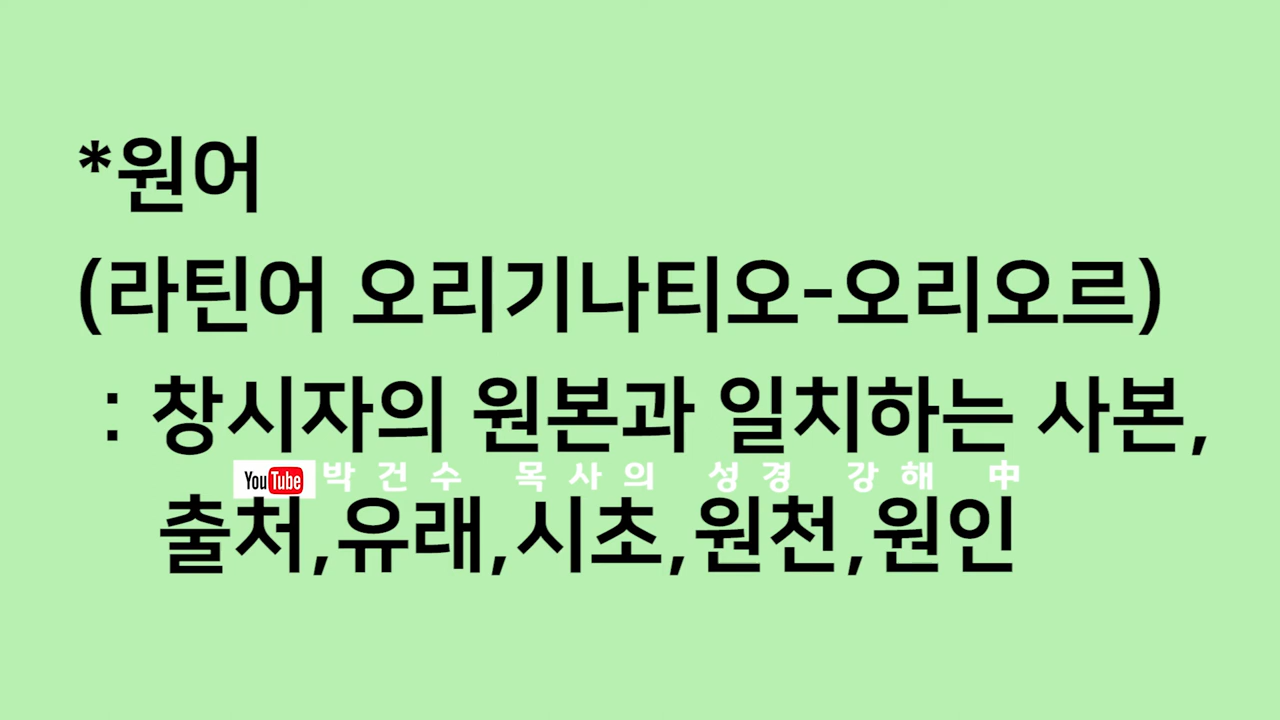 *원어
(라틴어 오리기나티오-오리오르)
: 창시자의 원본과 일치하는 사본,
YouTube 박건수 목사의 성경 강해 中
출처,유래,시초,원천,원인